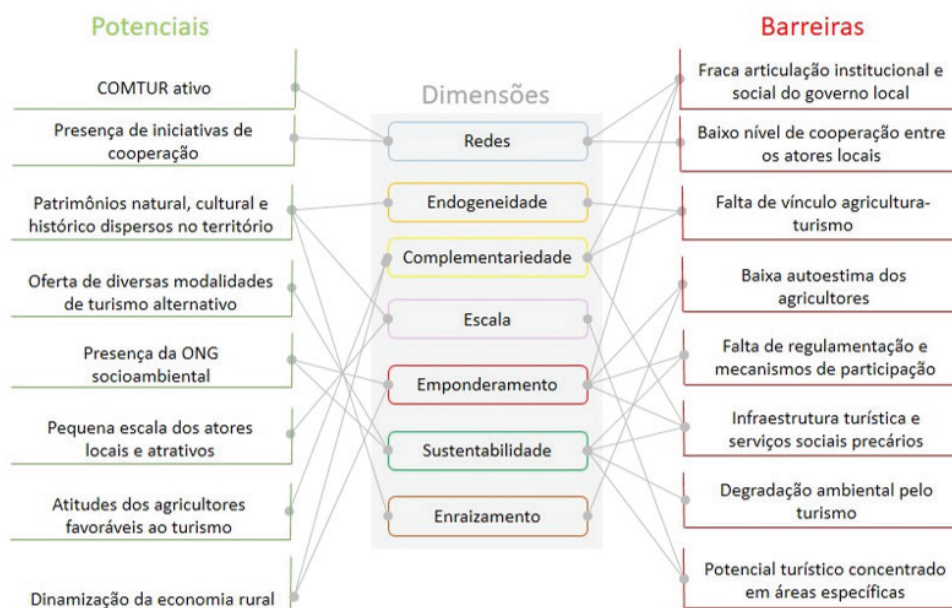 Potenciais
COMTUR ativo
Presença de iniciativas de
cooperação
Patrimônios natural, cultural e
histórico dispersos no território
Oferta de diversas modalidades
de turismo alternativo
Presença da ONG
socioambiental
Pequena escala dos atores
locais e atrativos
Atitudes dos agricultores
favoráveis ao turismo
Dinamização da economia rural
Dimensões
Redes
Endogeneidade
Complementariedade
Escala
Emponderamento
Sustentabilidade
Enraizamento
Barreiras
Fraca articulação institucional e
social do governo local
Baixo nível de cooperação entre
os atores locais
Falta de vínculo agricultura-
turismo
Baixa autoestima dos
agricultores
Falta de regulamentação e
mecanismos de participação
Infraestrutura turística e
serviços sociais precários
Degradação ambiental pelo
turismo
Potencial turístico concentrado
em áreas específicas